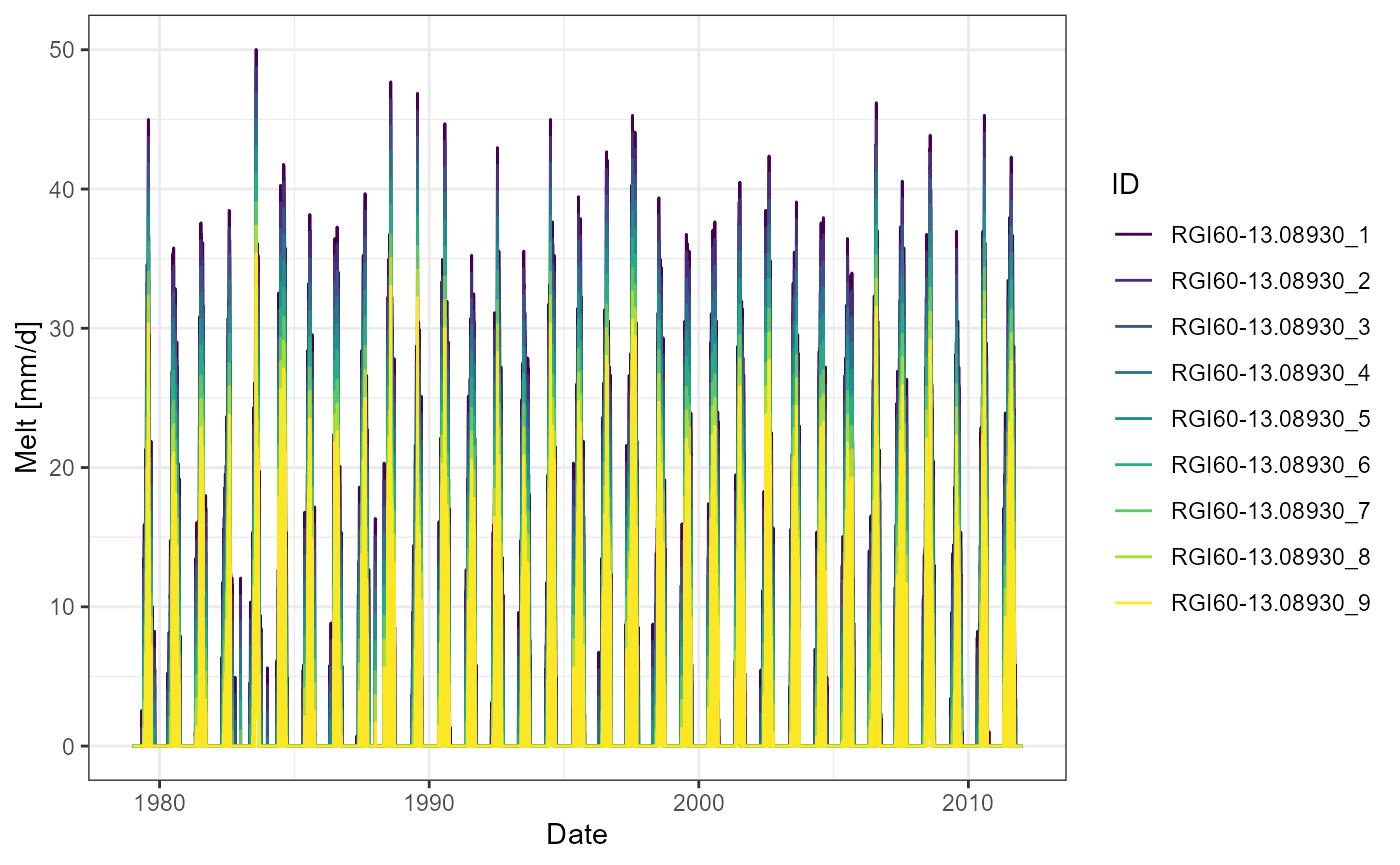 50
40
30
20
10
0
Melt [mm/d]
1980
1990
2000
2010
Date
ID
RGI60-13.08930_1
RGI60-13.08930_2
RGI60-13.08930_3
RGI60-13.08930_4
RGI60-13.08930_5
RGI60-13.08930_6
RGI60-13.08930_7
RGI60-13.08930_8
RGI60-13.08930_9